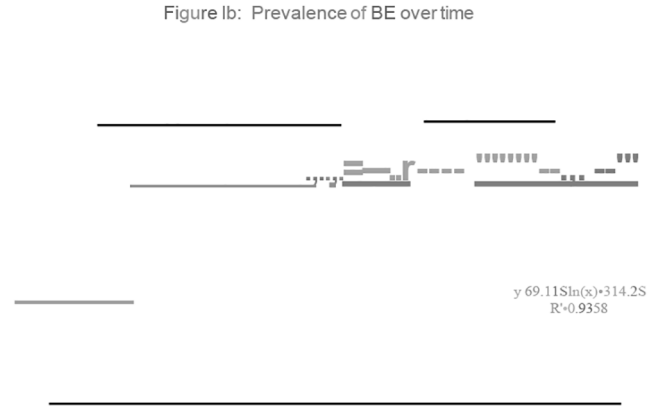 Figure Ib: Prevalence of BE over time
y 69.11Sln(x)•314.2S
R'•0.9358